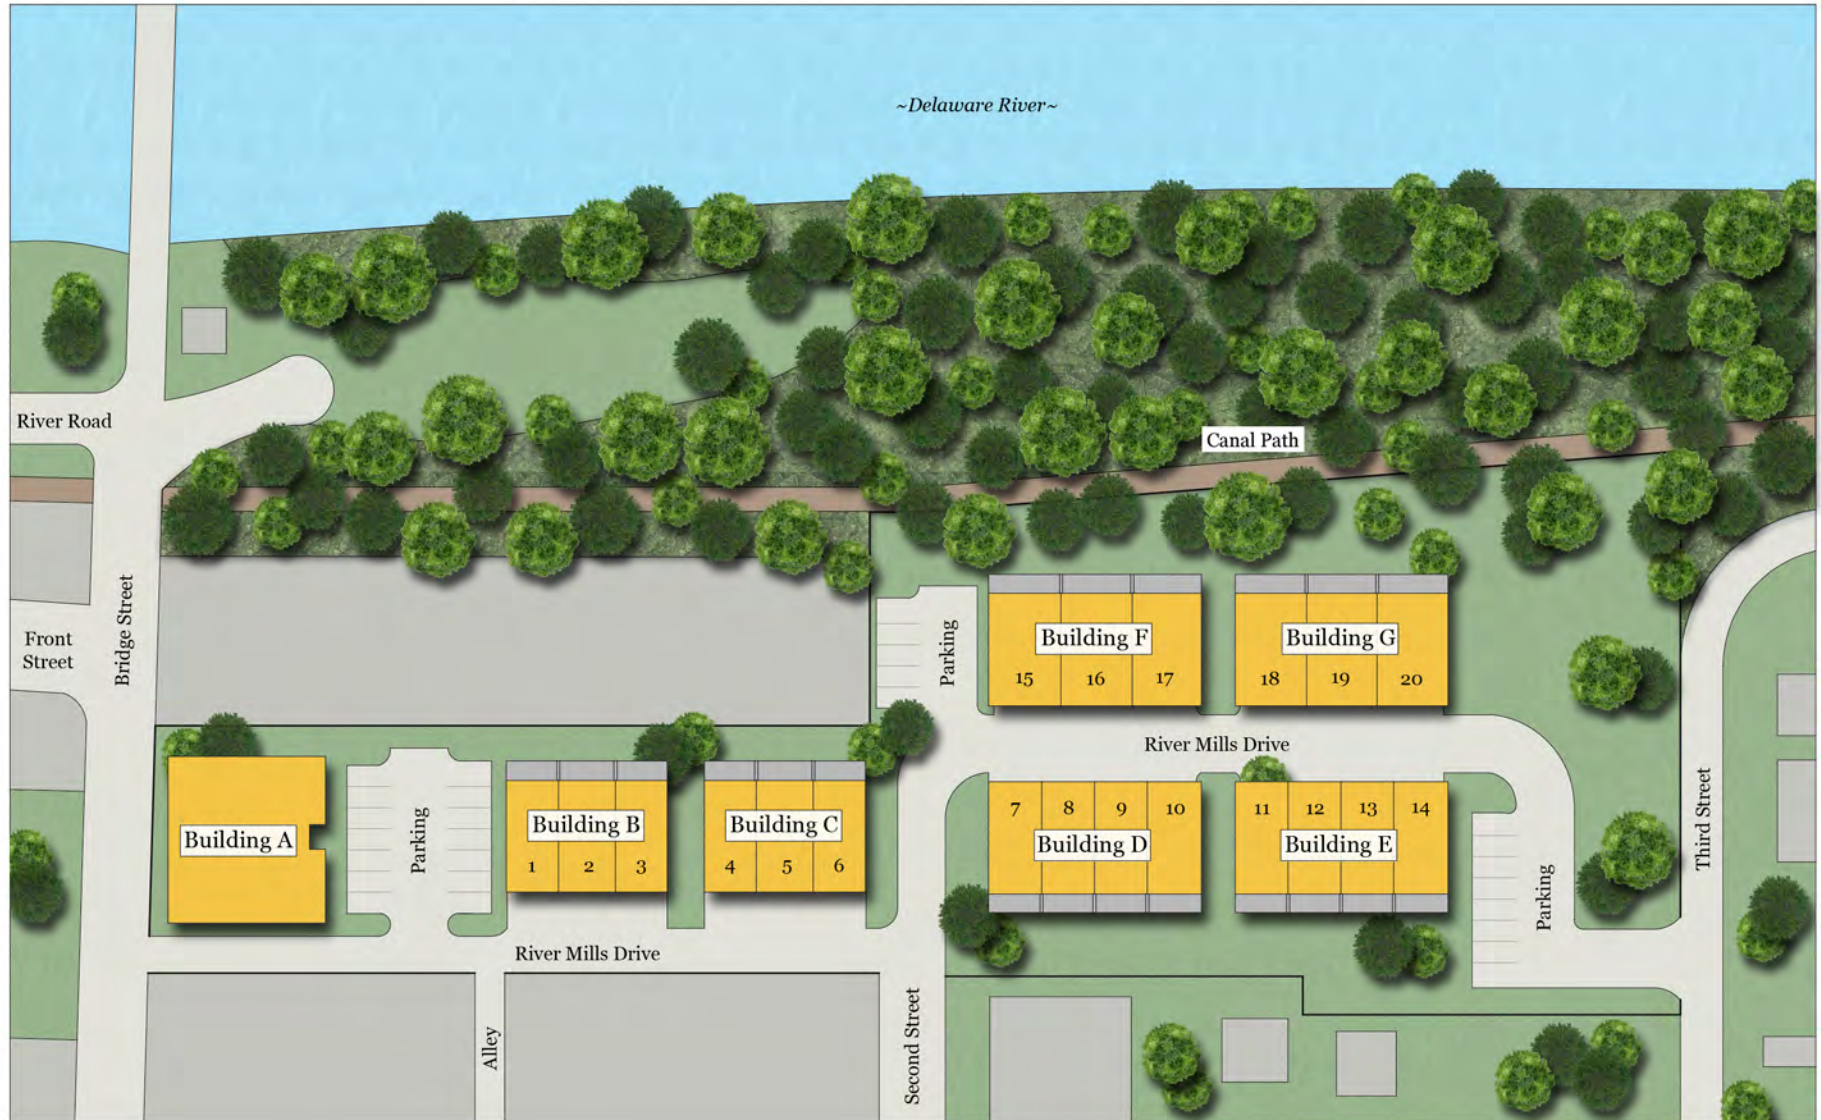 ~Delaware River~
River Road
Canal Path
Front
Street
Bridge Street
Parking
Building F
15 16 17
Building G
18 19 20
River Mills Drive
Building A
Parking
Building B
1 2 3
Building C
4 5 6
7 8 9 10
Building D
11 12 13 14
Building E
Parking
Third Street
River Mills Drive
Alley
Second Street